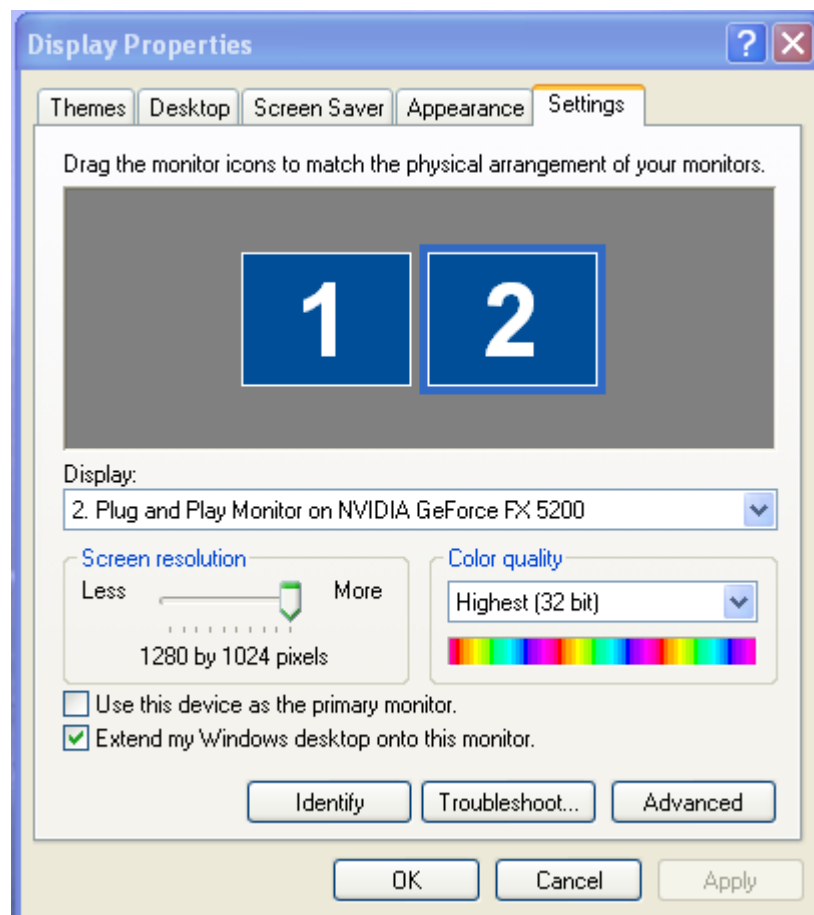 Display Properties
Themes Desktop Screen Saver Appearance Settings
Drag the monitor icons to match the physical arrangement of your monitors.
1 2
Display:
2. Plug and Play Monitor on NVIDIA GeForce FX 5200
Screen resolution
Less More
1280 by 1024 pixels
Color quality
Highest (32 bit)
Use this device as the primary monitor.
Extend my Windows desktop onto this monitor.
Identify Troubleshoot... Advanced
OK Cancel Apply